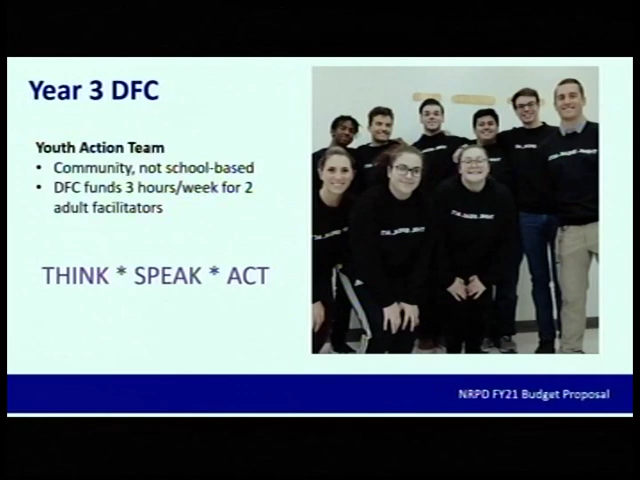 Year 3 DFC
Youth Action Team
• Community, not school-based
• DFC funds 3 hours/week for 2
adult facilitators
THINK * SPEAK * ACT
NRPD FY21 Budget Proposal